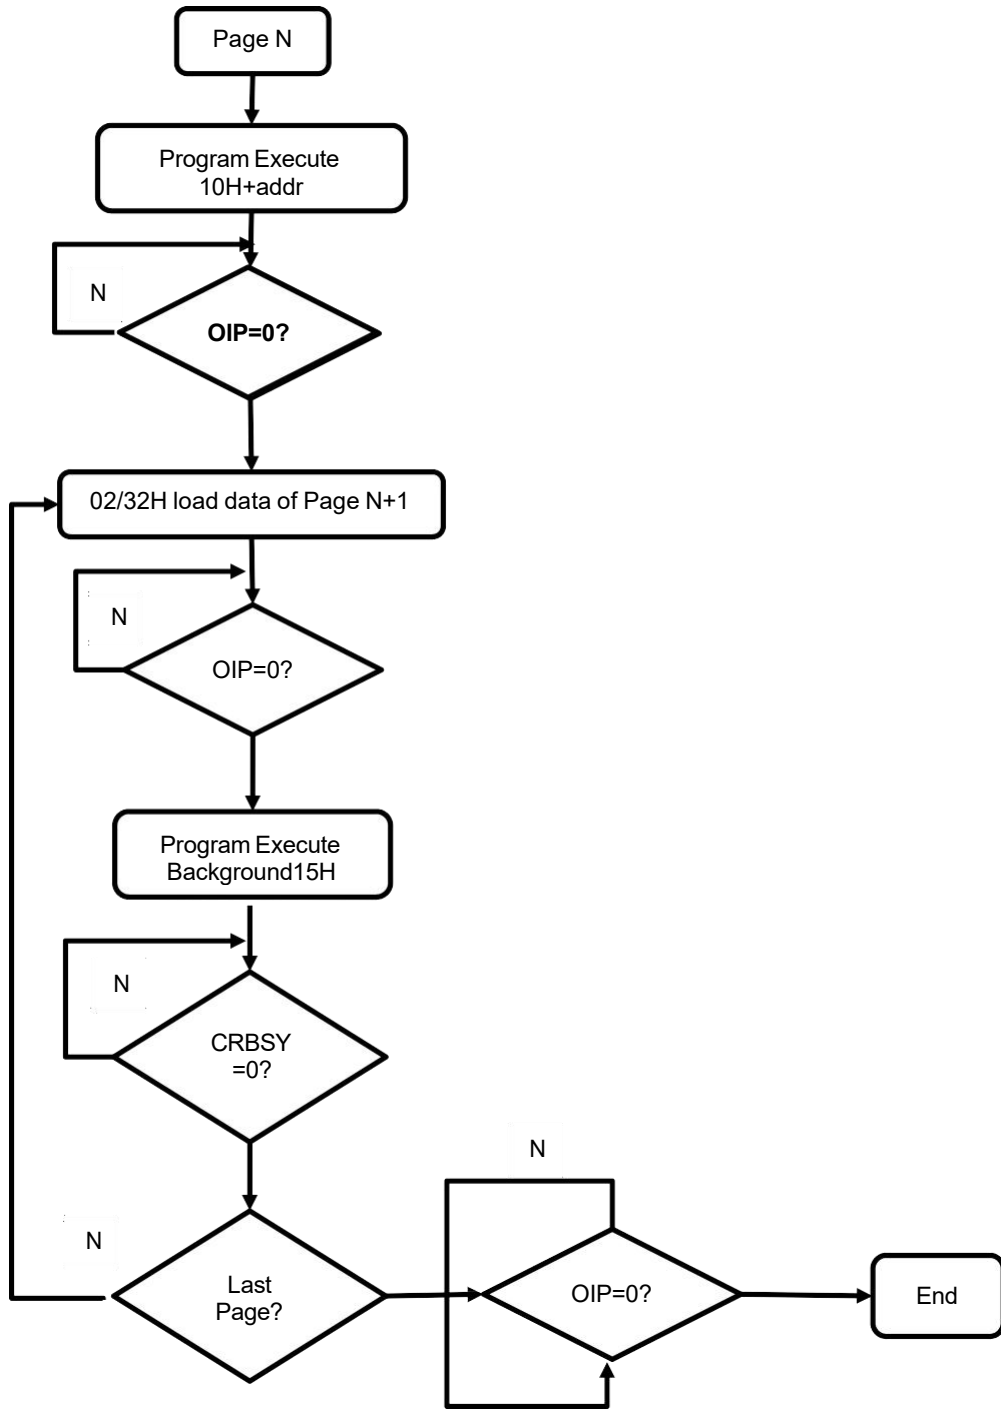 Page N
Program Execute
10H+addr
N
OIP=0?
02/32H load data of Page N+1
N
OIP=0?
Program Execute
Background15H
N
CRBSY
=0?
N
N
Last
Page?
OIP=0?
End